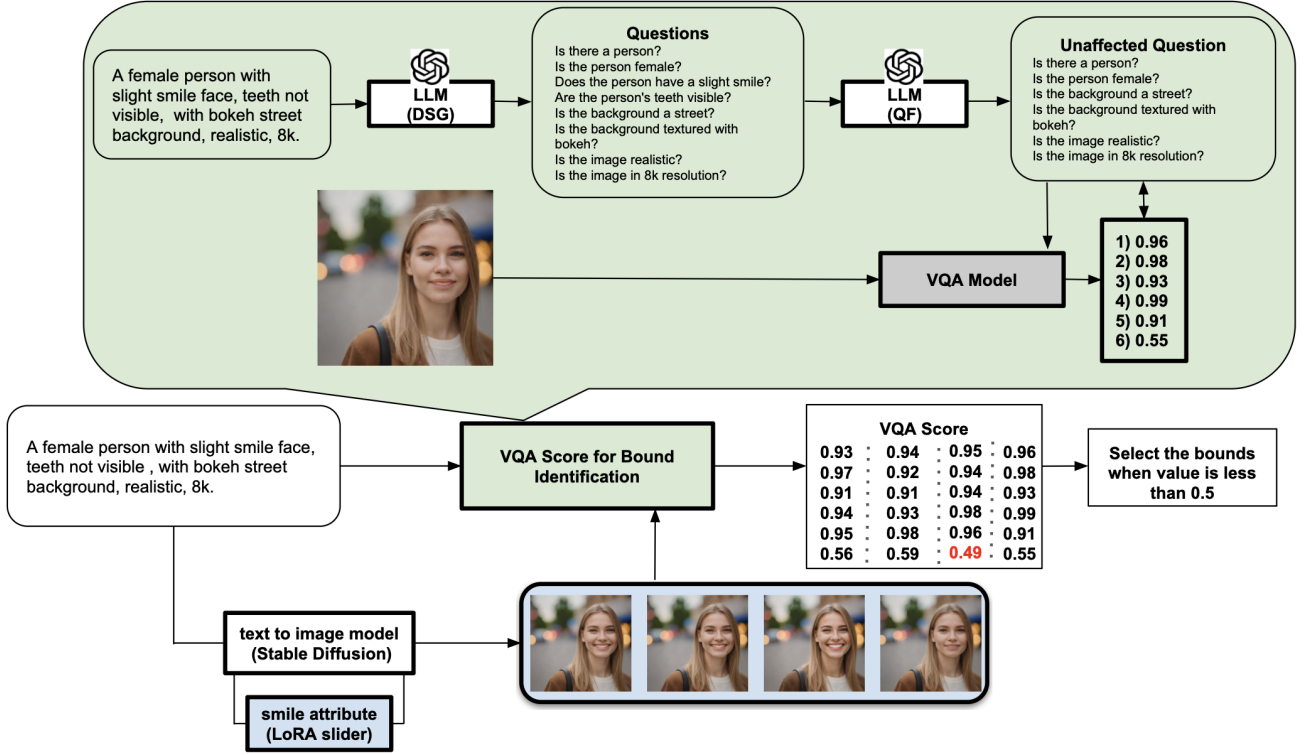 A female person with
slight smile face, teeth not
visible, with bokeh street
background, realistic, 8k.
LLM
(DSG)
Questions
Is there a person?
Is the person female?
Does the person have a slight smile?
Are the person's teeth visible?
Is the background a street?
Is the background textured with
bokeh?
Is the image realistic?
Is the image in 8k resolution?
LLM
(QF)
Unaffected Question
Is there a person?
Is the person female?
Is the background a street?
Is the background textured with
bokeh?
Is the image realistic?
Is the image in 8k resolution?
VQA Model
1) 0.96
2) 0.98
3) 0.93
4) 0.99
5) 0.91
6) 0.55
A female person with slight smile face,
teeth not visible , with bokeh street
background, realistic, 8k.
VQA Score for Bound
Identification
VQA Score
0.93 0.94 0.95 0.96
0.97 0.92 0.94 0.98
0.91 0.91 0.94 0.93
0.94 0.93 0.98 0.99
0.95 0.98 0.96 0.91
0.56 0.59 0.49 0.55
Select the bounds
when value is less
than 0.5
text to image model
(Stable Diffusion)
smile attribute
(LoRA slider)